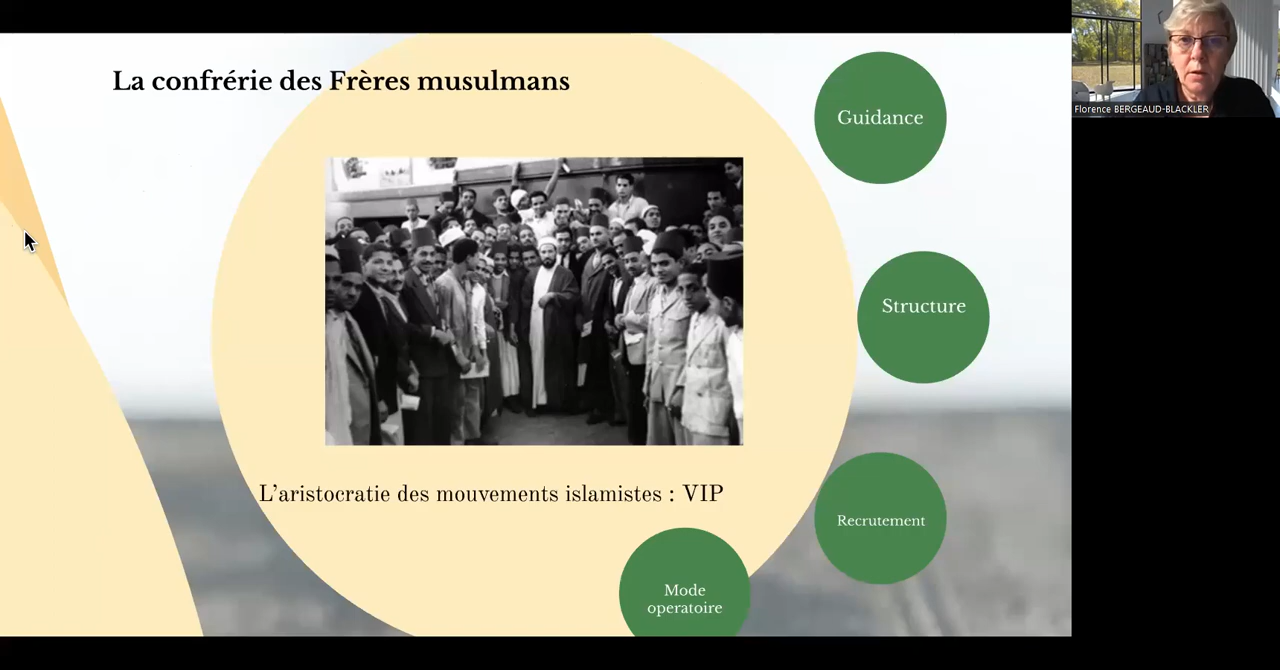 La confrérie des Frères musulmans
Guidance
Structure
Recrutement
L'aristocratie des mouvements islamistes : VIP
Mode
operatoire
Florence BERGEAUD-BLACKLER